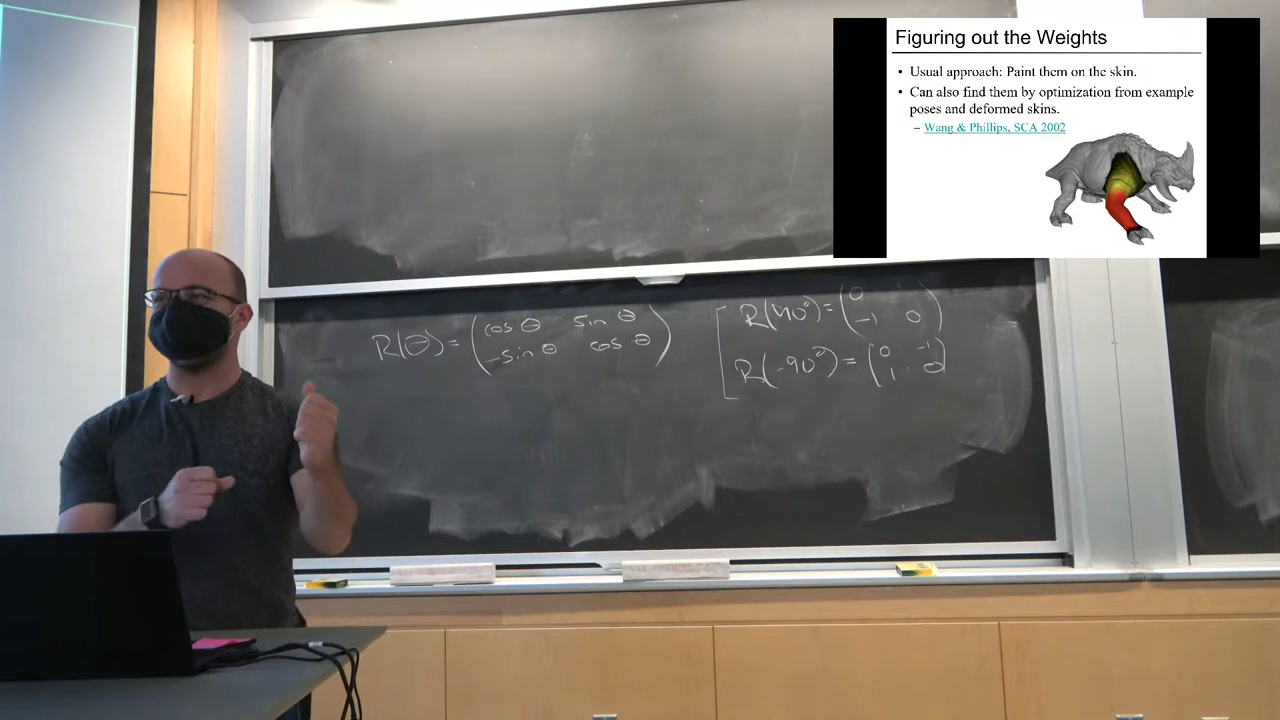 Figuring out the Weights
• Usual approach: Paint them on the skin.
• Can also find them by optimization from example
poses and deformed skins.
– Wang & Phillips, SCA 2002
R(θ) = ( cos θ sin θ
-sin θ cos θ )
R(90°) = ( 0 1
-1 0 )
R(-90°) = ( 0 -1
1 0 )